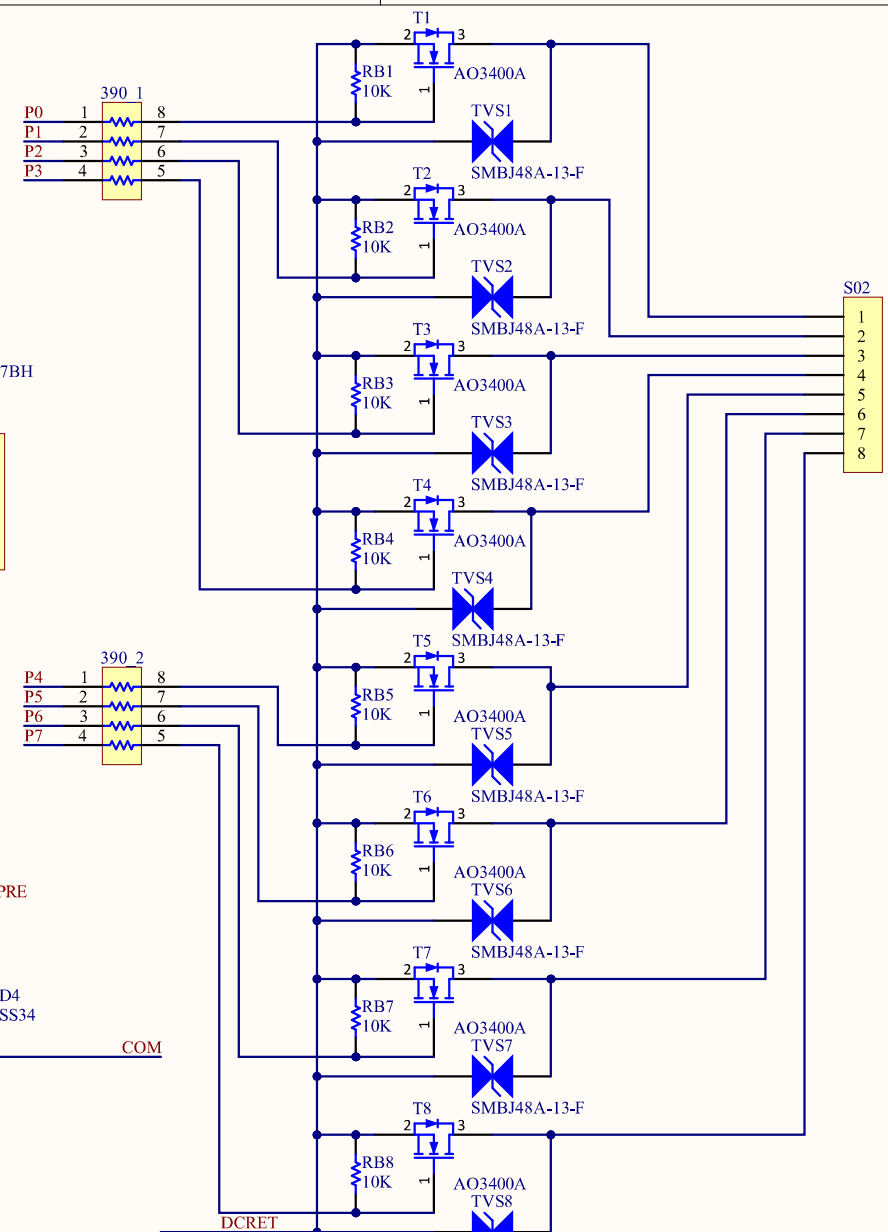 T1
2 3
RB1
10K
AO3400A
1
390_1
P0 1 8
P1 2 7
P2 3 6
P3 4 5
TVS1
SMBJ48A-13-F
T2
2 3
RB2
10K
AO3400A
1
TVS2
SMBJ48A-13-F
S02
1
2
3
4
5
6
7
8
T3
2 3
7BH
RB3
10K
AO3400A
1
TVS3
SMBJ48A-13-F
T4
2 3
RB4
10K
AO3400A
1
TVS4
SMBJ48A-13-F
T5
2 3
390_2
P4 1 8
P5 2 7
P6 3 6
P7 4 5
RB5
10K
1
AO3400A
TVS5
SMBJ48A-13-F
T6
2 3
RB6
10K
1
AO3400A
TVS6
SMBJ48A-13-F
PRE
T7
2 3
D4
SS34
RB7
10K
1
AO3400A
TVS7
COM
SMBJ48A-13-F
T8
2 3
RB8
10K
1
AO3400A
TVS8
DCRET